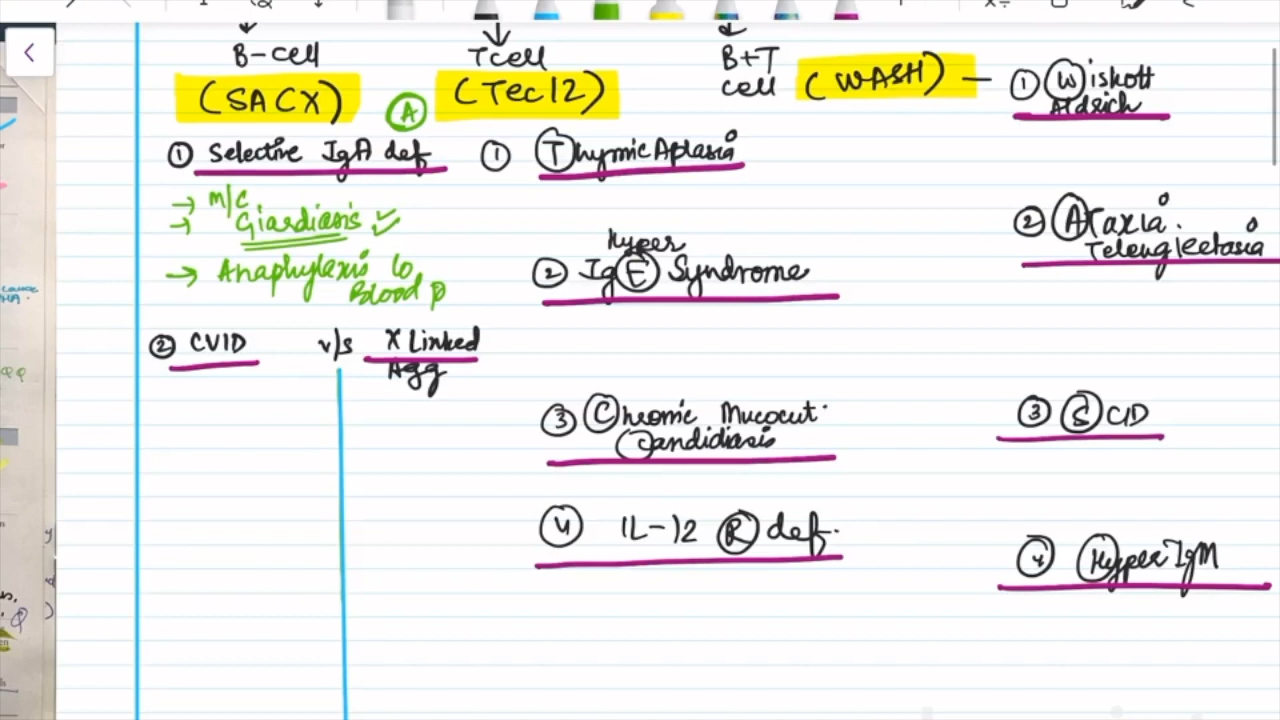 B-cell
(SACX)
Tcell
(Tec12)
B+T
cell
(WASH) -
A
① Selective IgA def
→ M/C
→ Giardiasis
→ Anaphylaxis to
Blood p
② CVID v/s X Linked
Agg
① Thymic Aplasia
Hyper
② IgE Syndrome
③ Chronic Mucocut.
Candidiasis
④ IL-12 R def.
① Wiskott
Aldrich
② ATaxia.
Telengiectasia
③ SCID
④ Hyper IgM